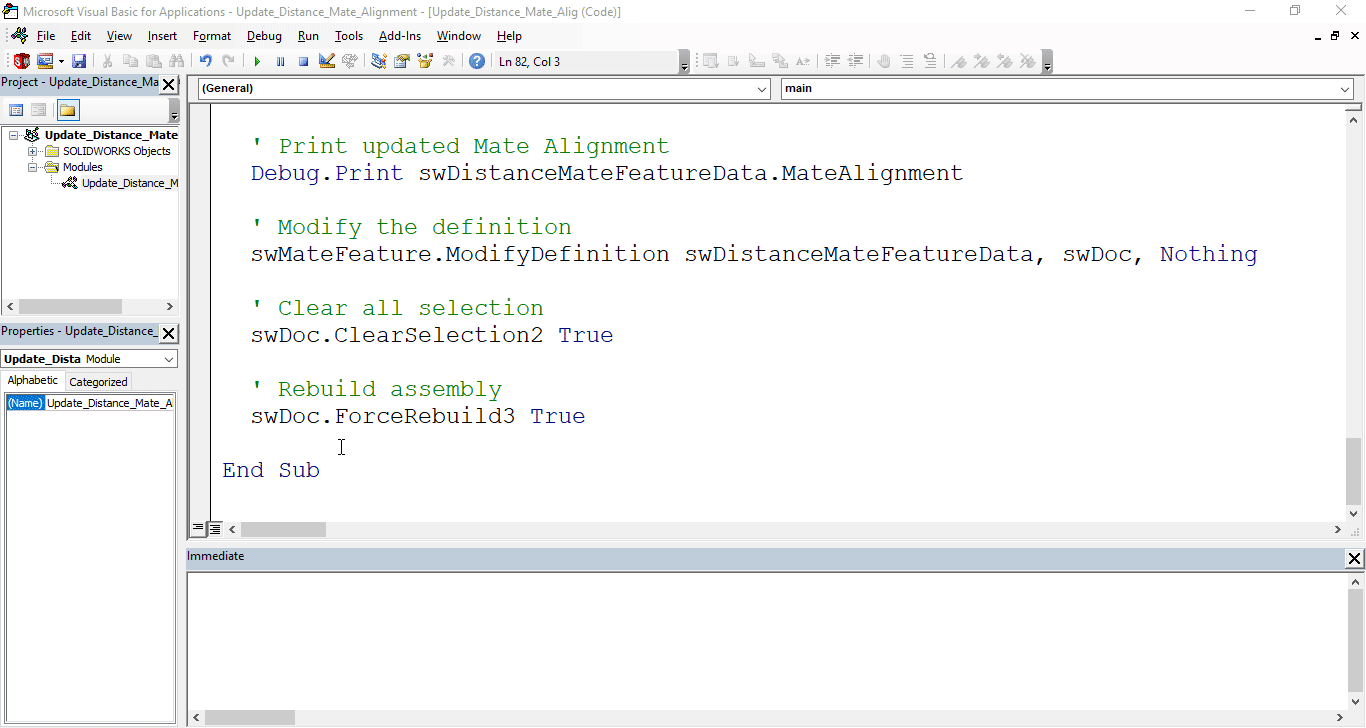 Microsoft Visual Basic for Applications - Update_Distance_Mate_Alignment - [Update_Distance_Mate_Alig (Code)]
File Edit View Insert Format Debug Run Tools Add-Ins Window Help
Ln 82, Col 3
Project - Update_Distance_Ma
Update_Distance_Mate
SOLIDWORKS Objects
Modules
Update_Distance_M
Properties - Update_Distance_
Update_Dista Module
Alphabetic Categorized
(Name) Update_Distance_Mate_A
(General) main
' Print updated Mate Alignment
Debug.Print swDistanceMateFeatureData.MateAlignment
' Modify the definition
swMateFeature.ModifyDefinition swDistanceMateFeatureData, swDoc, Nothing
' Clear all selection
swDoc.ClearSelection2 True
' Rebuild assembly
swDoc.ForceRebuild3 True
End Sub
Immediate